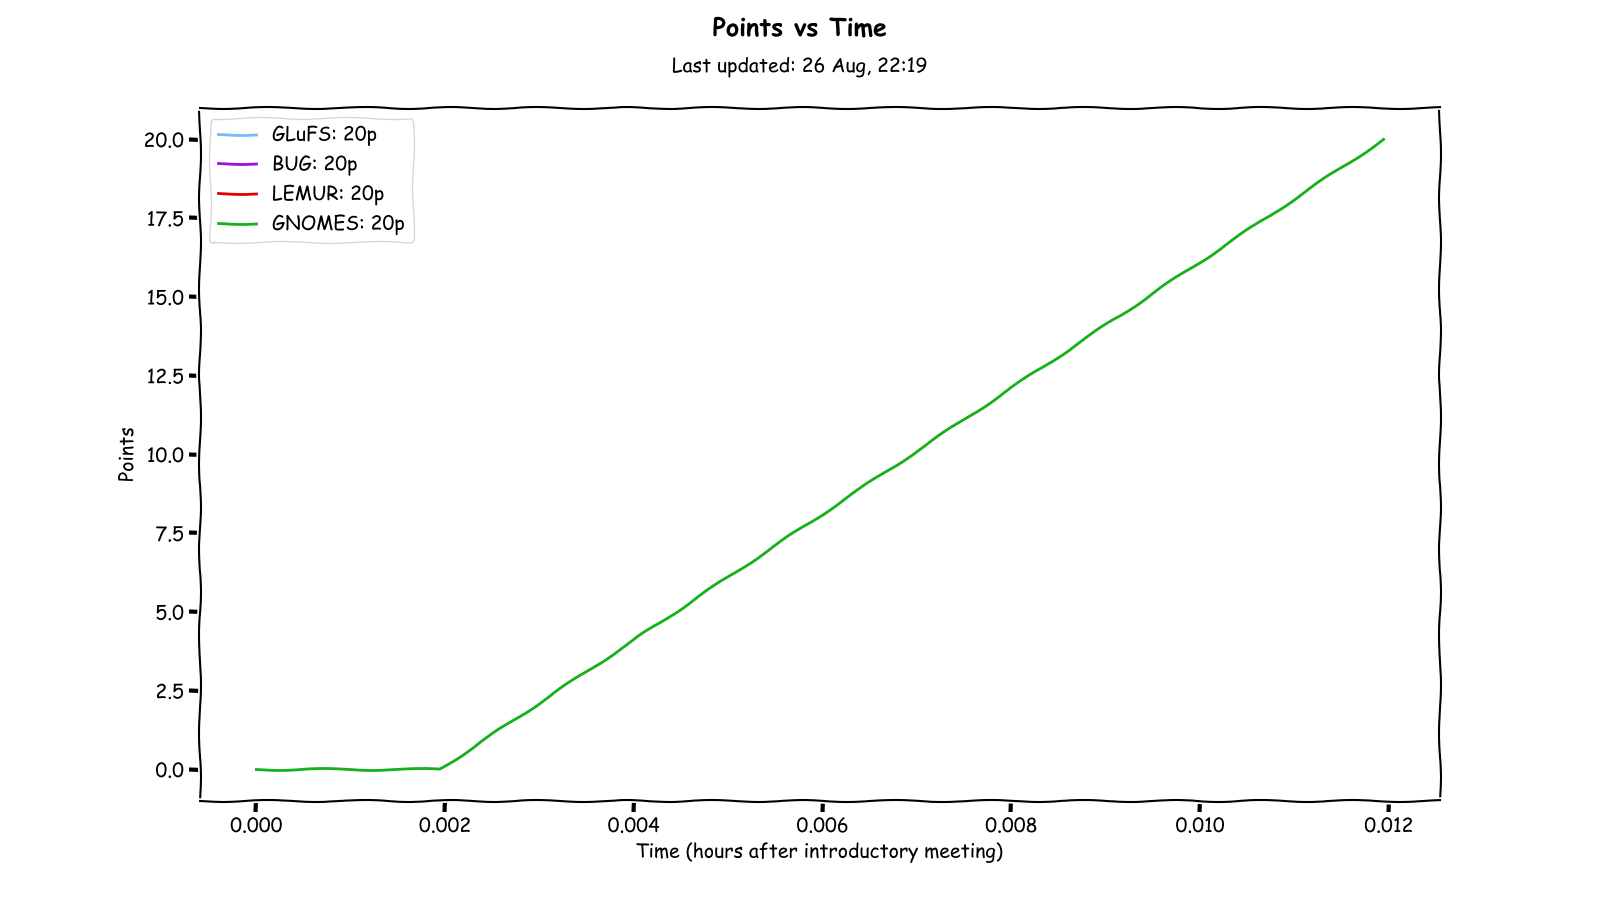 Points vs Time
Last updated: 26 Aug, 22:19
GLuFS: 20p
BUG: 20p
LEMUR: 20p
GNOMES: 20p
20.0
17.5
15.0
12.5
10.0
7.5
5.0
2.5
0.0
Points
0.000 0.002 0.004 0.006 0.008 0.010 0.012
Time (hours after introductory meeting)